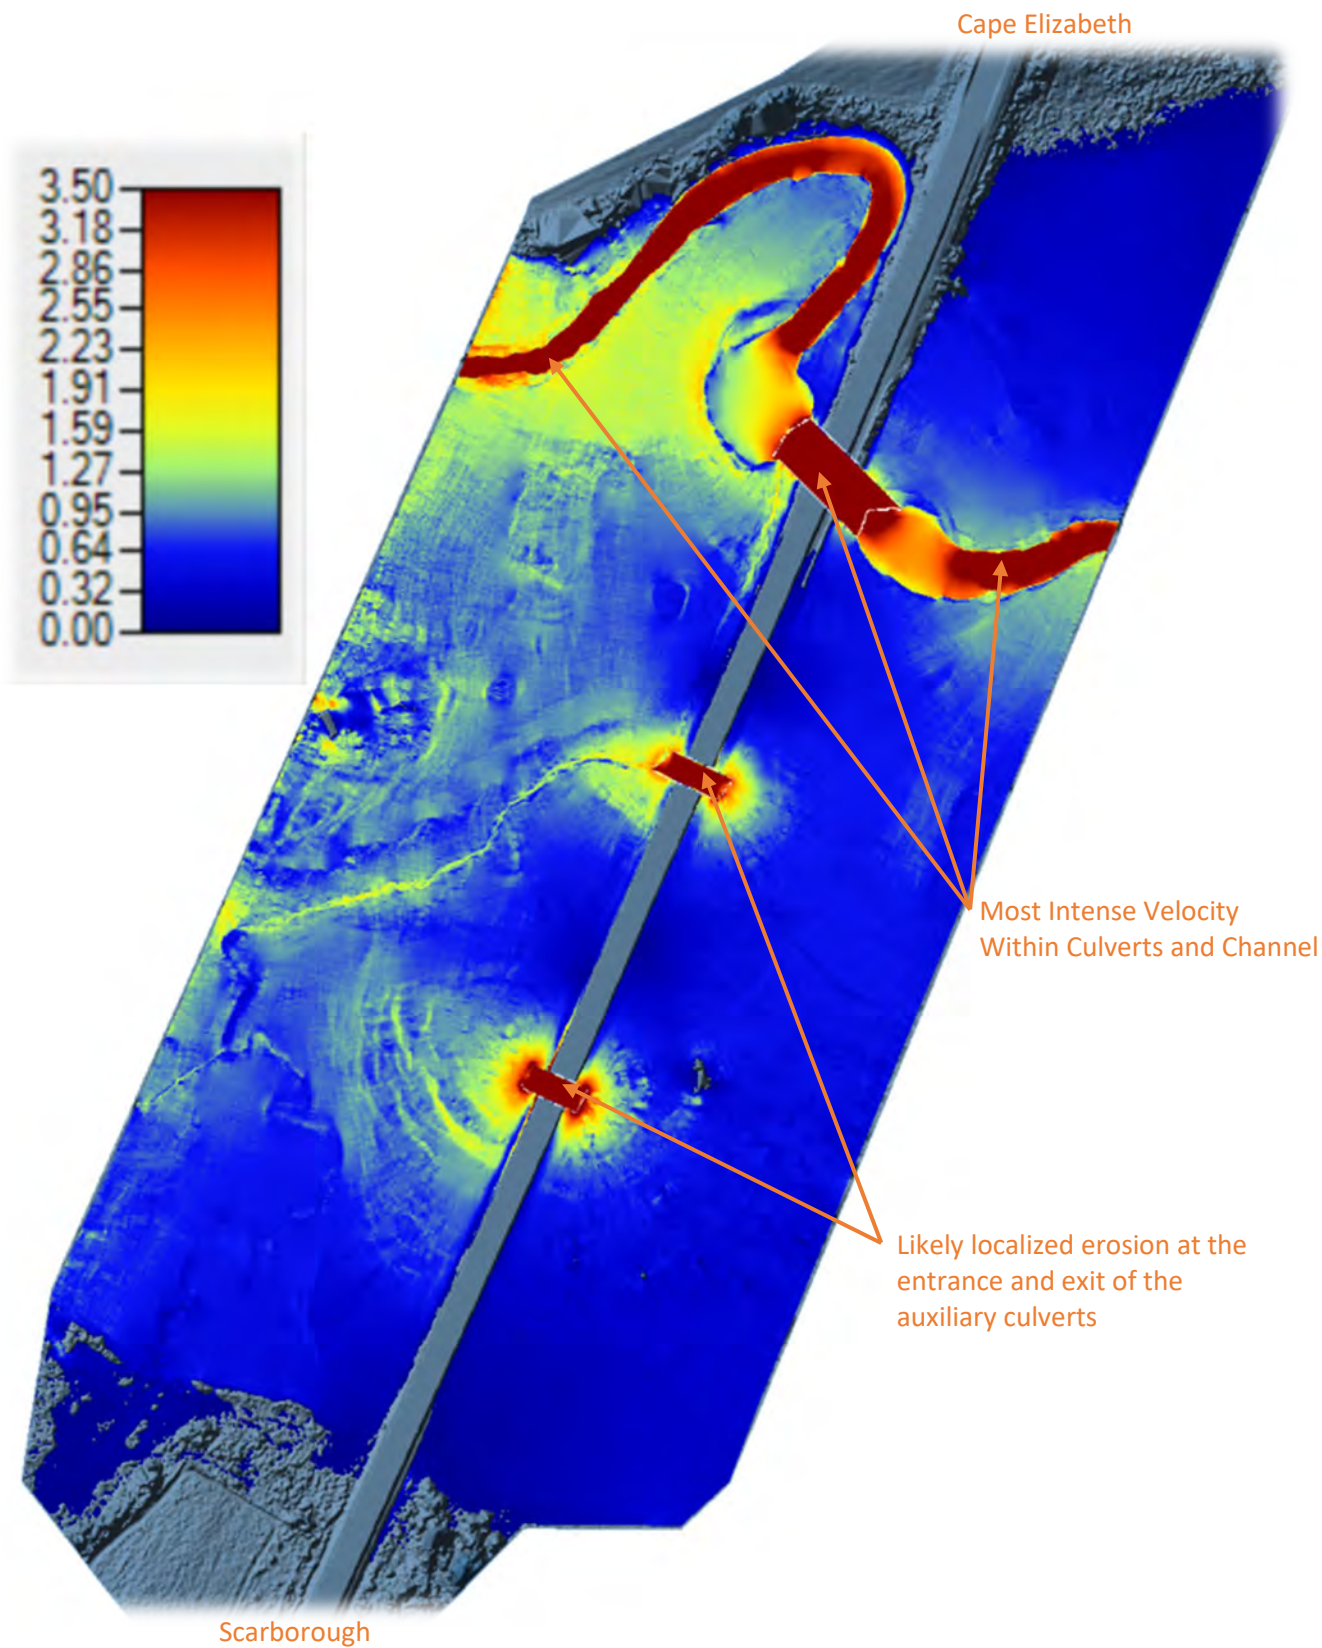 Cape Elizabeth
3.50
3.18
2.86
2.55
2.23
1.91
1.59
1.27
0.95
0.64
0.32
0.00
Most Intense Velocity
Within Culverts and Channel
Likely localized erosion at the
entrance and exit of the
auxiliary culverts
Scarborough